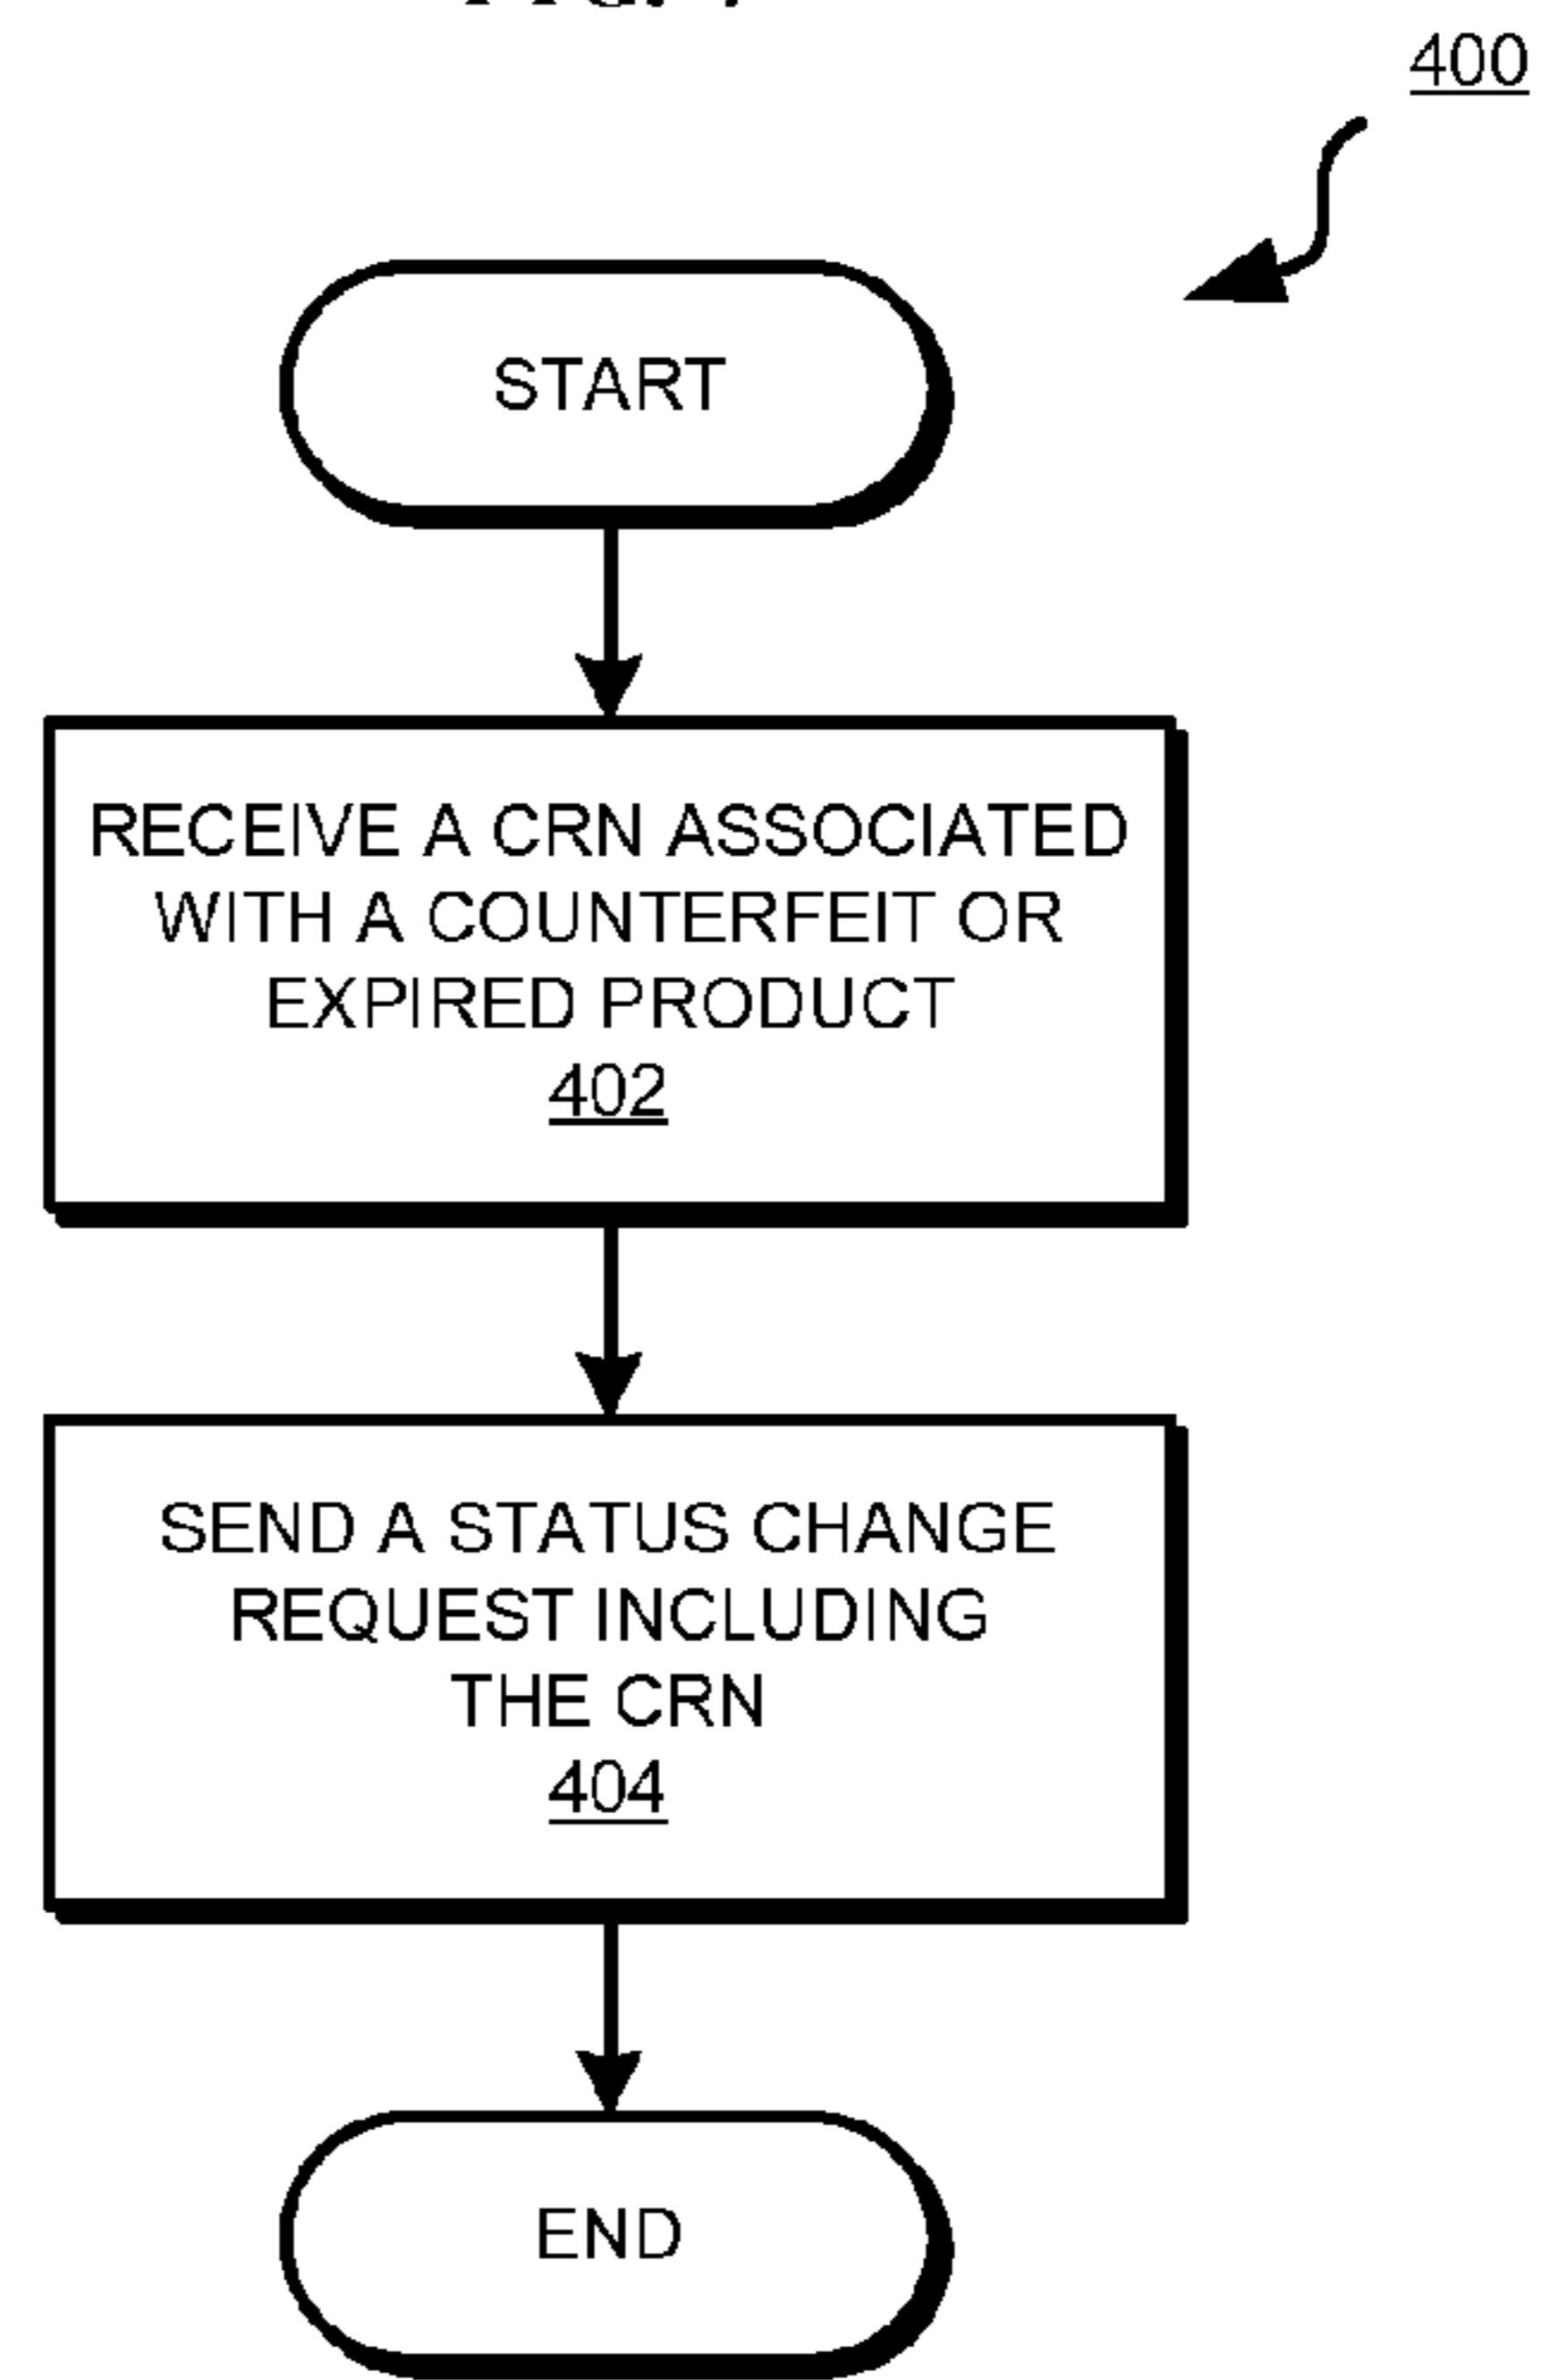 400
START
RECEIVE A CRN ASSOCIATED
WITH A COUNTERFEIT OR
EXPIRED PRODUCT
402
SEND A STATUS CHANGE
REQUEST INCLUDING
THE CRN
404
END